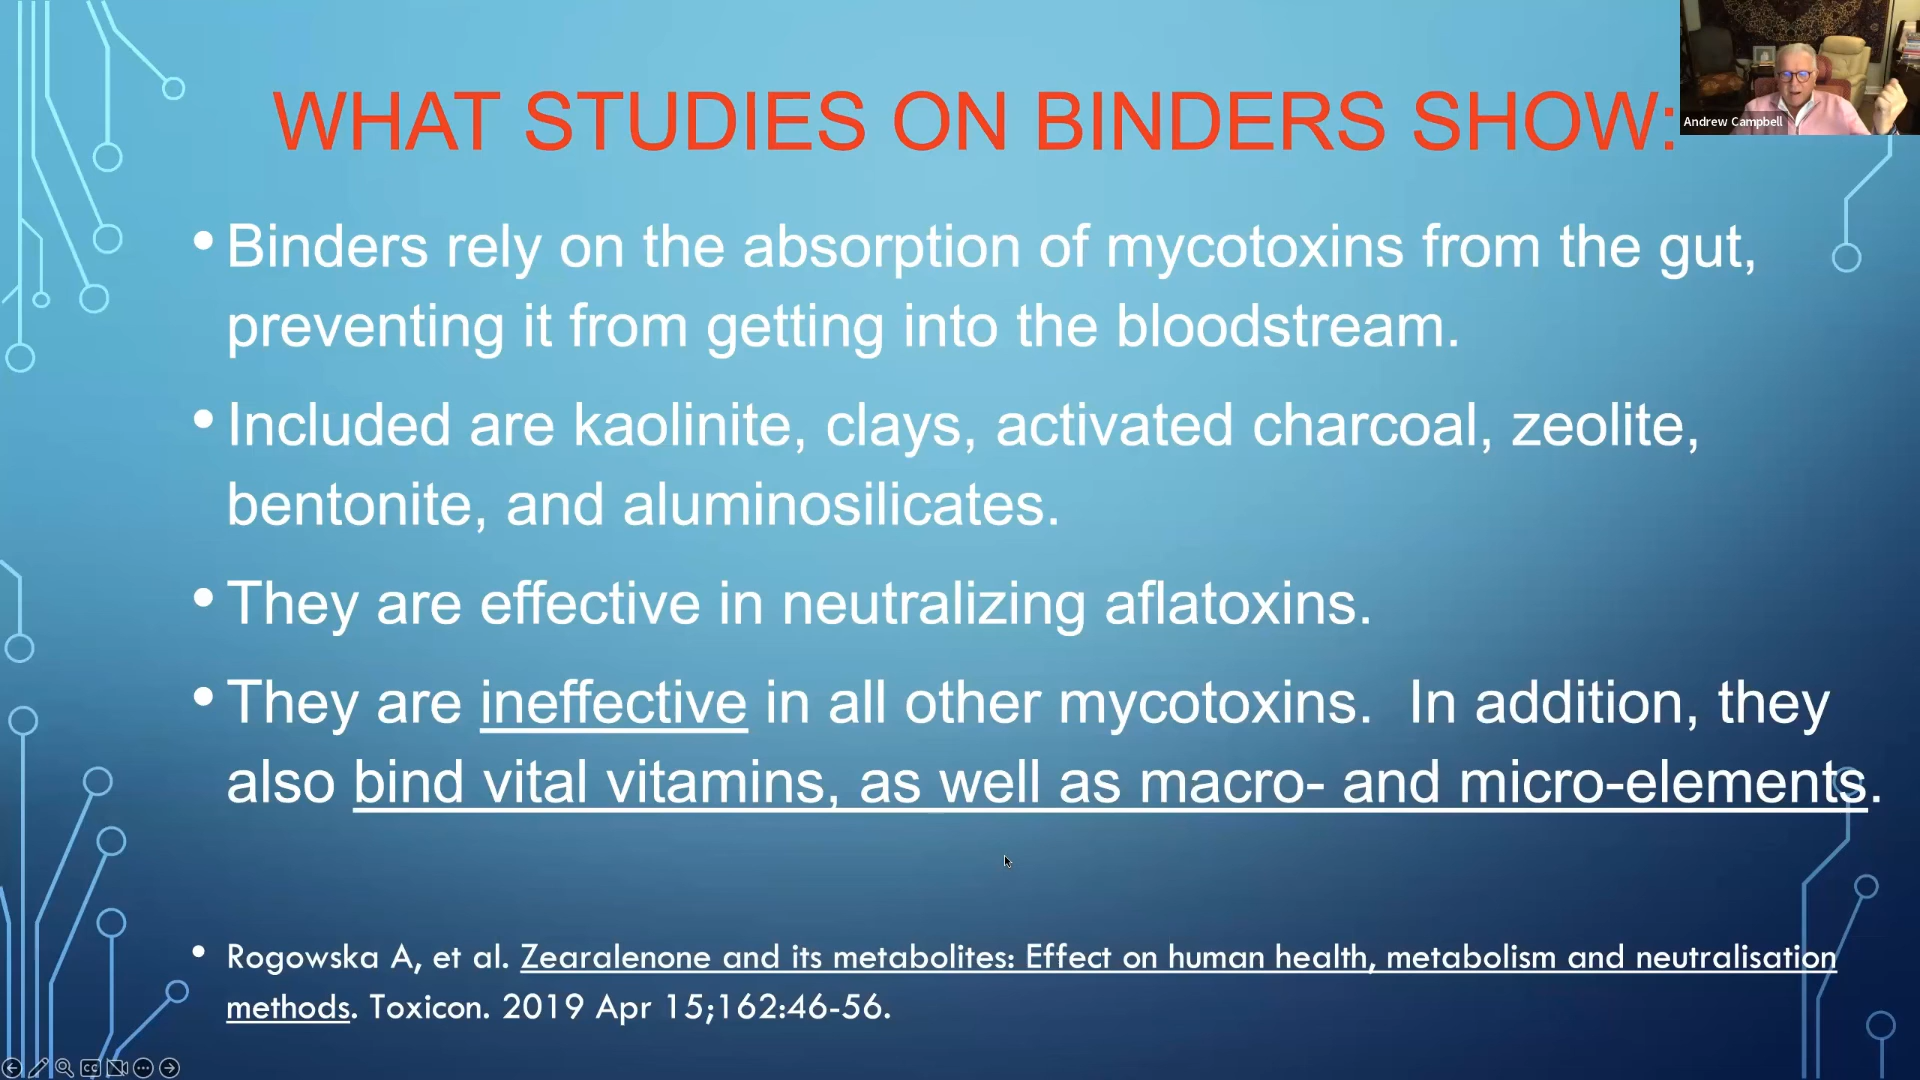 WHAT STUDIES ON BINDERS SHOW:
Andrew Campbell
• Binders rely on the absorption of mycotoxins from the gut,
preventing it from getting into the bloodstream.
• Included are kaolinite, clays, activated charcoal, zeolite,
bentonite, and aluminosilicates.
• They are effective in neutralizing aflatoxins.
• They are ineffective in all other mycotoxins. In addition, they
also bind vital vitamins, as well as macro- and micro-elements.
• Rogowska A, et al. Zearalenone and its metabolites: Effect on human health, metabolism and neutralisation
methods. Toxicon. 2019 Apr 15;162:46-56.
CC